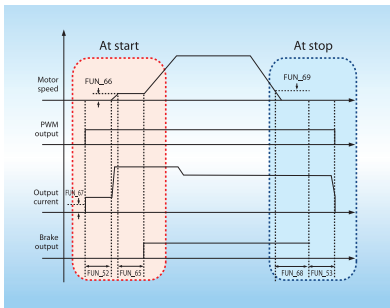 At start
At stop
Motor
speed
FUN_66
FUN_69
PWM
output
Output
current
FUN_67
Brake
output
FUN_52
FUN_65
FUN_68
FUN_53